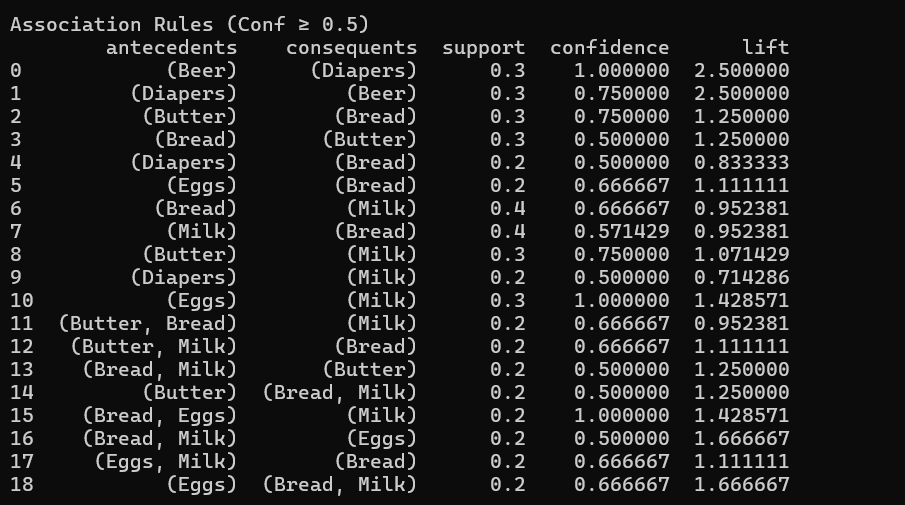 Association Rules (Conf ≥ 0.5)
        antecedents    consequents  support  confidence      lift
0            (Beer)      (Diapers)      0.3    1.000000  2.500000
1         (Diapers)         (Beer)      0.3    0.750000  2.500000
2          (Butter)        (Bread)      0.3    0.750000  1.250000
3           (Bread)       (Butter)      0.3    0.500000  1.250000
4         (Diapers)        (Bread)      0.2    0.500000  0.833333
5            (Eggs)        (Bread)      0.2    0.666667  1.111111
6           (Bread)         (Milk)      0.4    0.666667  0.952381
7            (Milk)        (Bread)      0.4    0.571429  0.952381
8          (Butter)         (Milk)      0.3    0.750000  1.071429
9         (Diapers)         (Milk)      0.2    0.500000  0.714286
10           (Eggs)         (Milk)      0.3    1.000000  1.428571
11  (Butter, Bread)         (Milk)      0.2    0.666667  0.952381
12   (Butter, Milk)        (Bread)      0.2    0.666667  1.111111
13    (Bread, Milk)       (Butter)      0.2    0.500000  1.250000
14         (Butter)  (Bread, Milk)      0.2    0.500000  1.250000
15    (Bread, Eggs)         (Milk)      0.2    1.000000  1.428571
16    (Bread, Milk)         (Eggs)      0.2    0.500000  1.666667
17     (Eggs, Milk)        (Bread)      0.2    0.666667  1.111111
18           (Eggs)  (Bread, Milk)      0.2    0.666667  1.666667